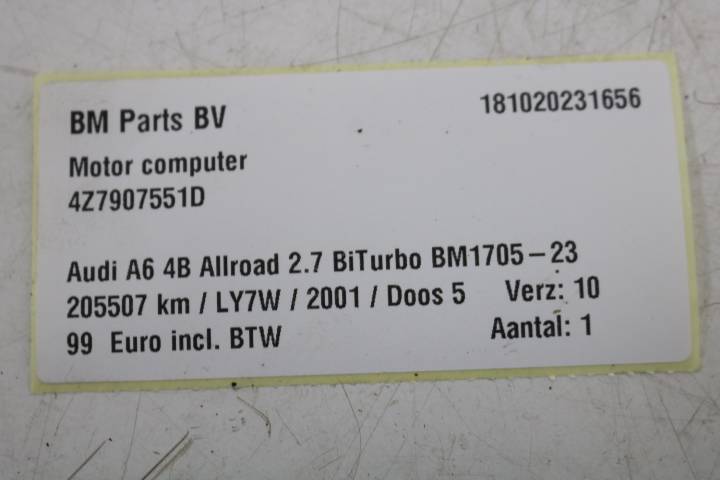 BM Parts BV 181020231656
Motor computer
4Z7907551D
Audi A6 4B Allroad 2.7 BiTurbo BM1705-23
205507 km / LY7W / 2001 / Doos 5 Verz: 10
99 Euro incl. BTW Aantal: 1